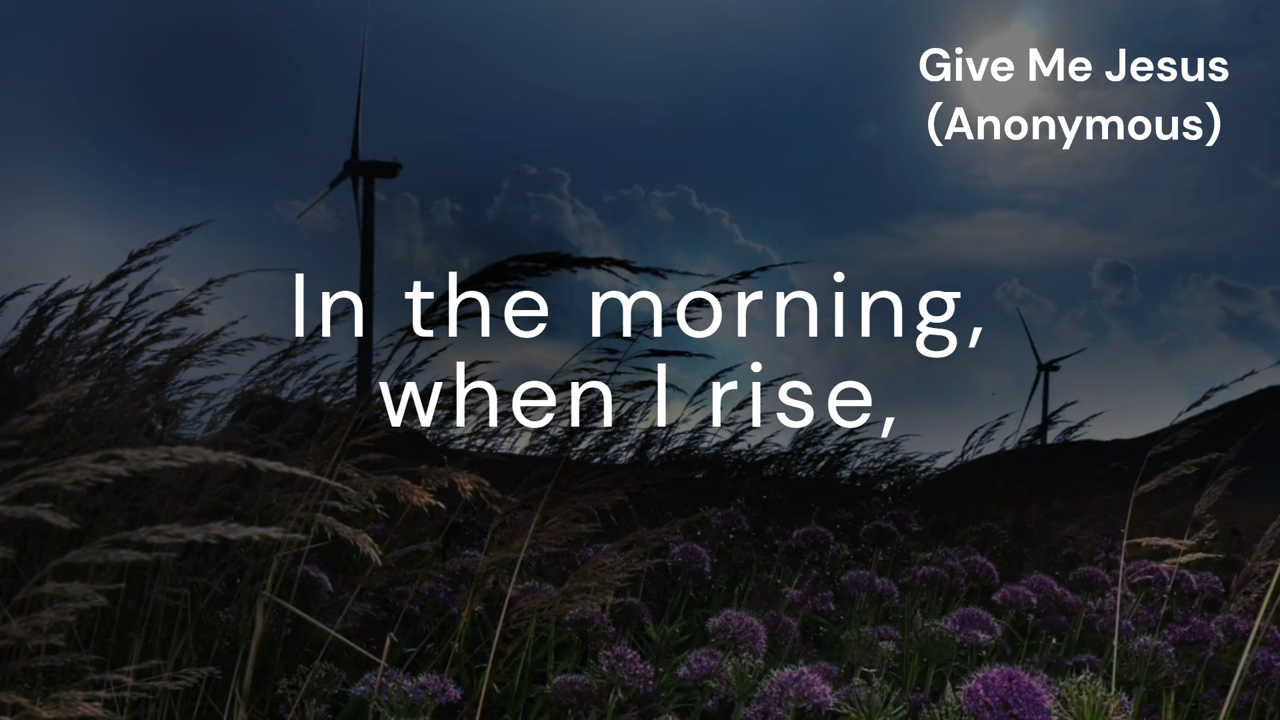 Give Me Jesus
(Anonymous)
In the morning,
when I rise,